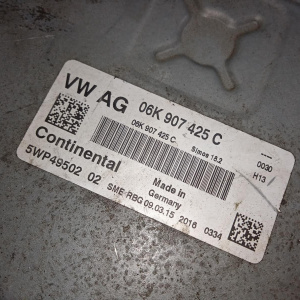 VW AG 06K 907 425 C
06K 907 425 C Simos 18.2
0030
H13
Continental
5WP49502 02
Made in
Germany
SME-RBG 09.03.15 2016 0334